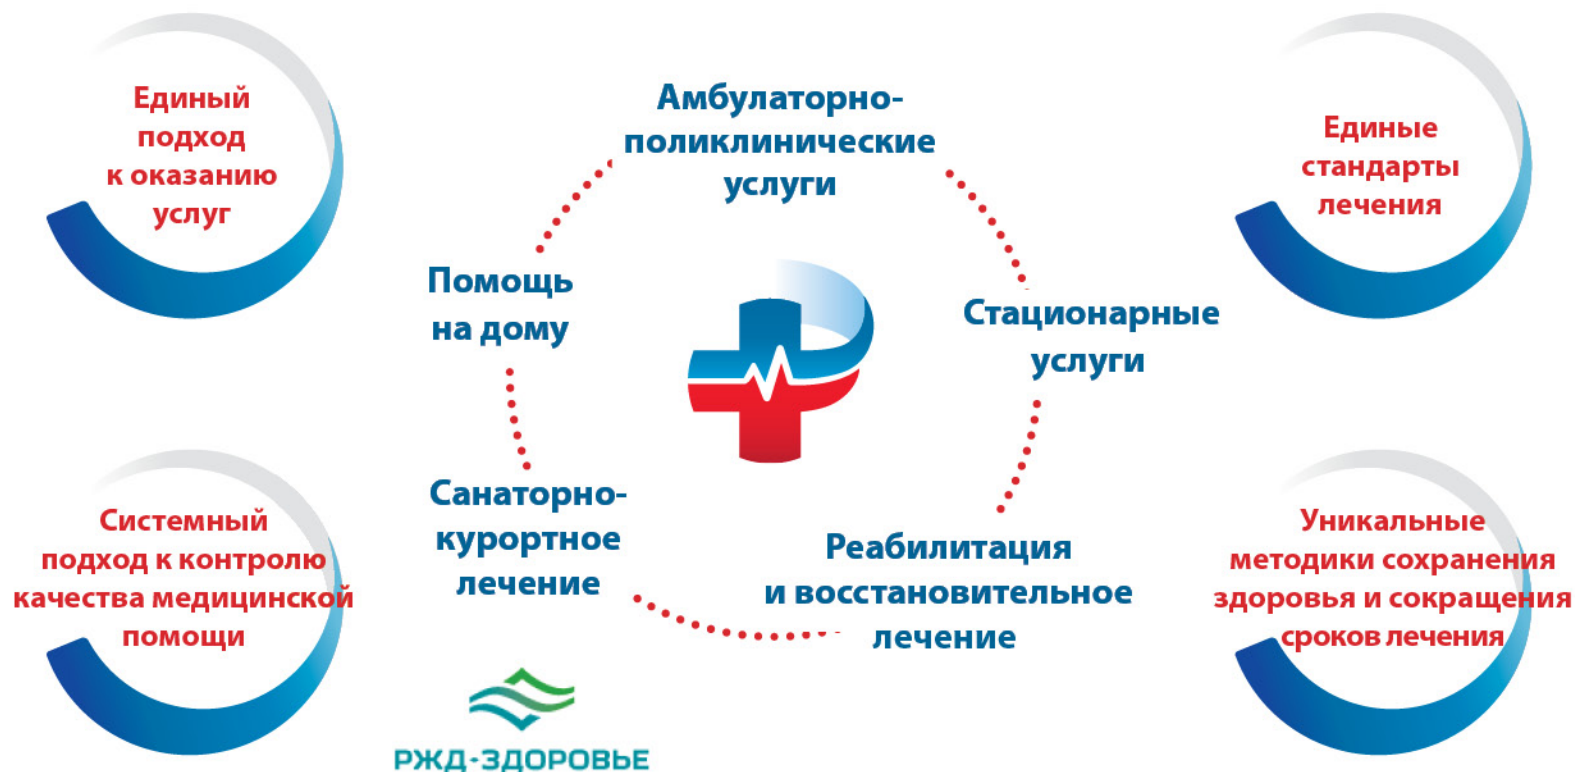 Единый
подход
к оказанию
услуг
Амбулаторно-
поликлинические
услуги
Единые
стандарты
лечения
Помощь
на дому
Стационарные
услуги
Системный
подход к контролю
качества медицинской
помощи
Санаторно-
курортное
лечение
Реабилитация
и восстановительное
лечение
Уникальные
методики сохранения
здоровья и сокращения
сроков лечения
РЖД-ЗДОРОВЬЕ